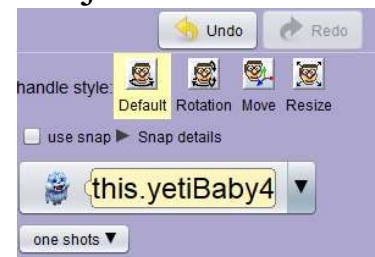 Undo Redo
handle style: Default Rotation Move Resize
use snap ▶ Snap details
this.yetiBaby4 ▼
one shots ▼